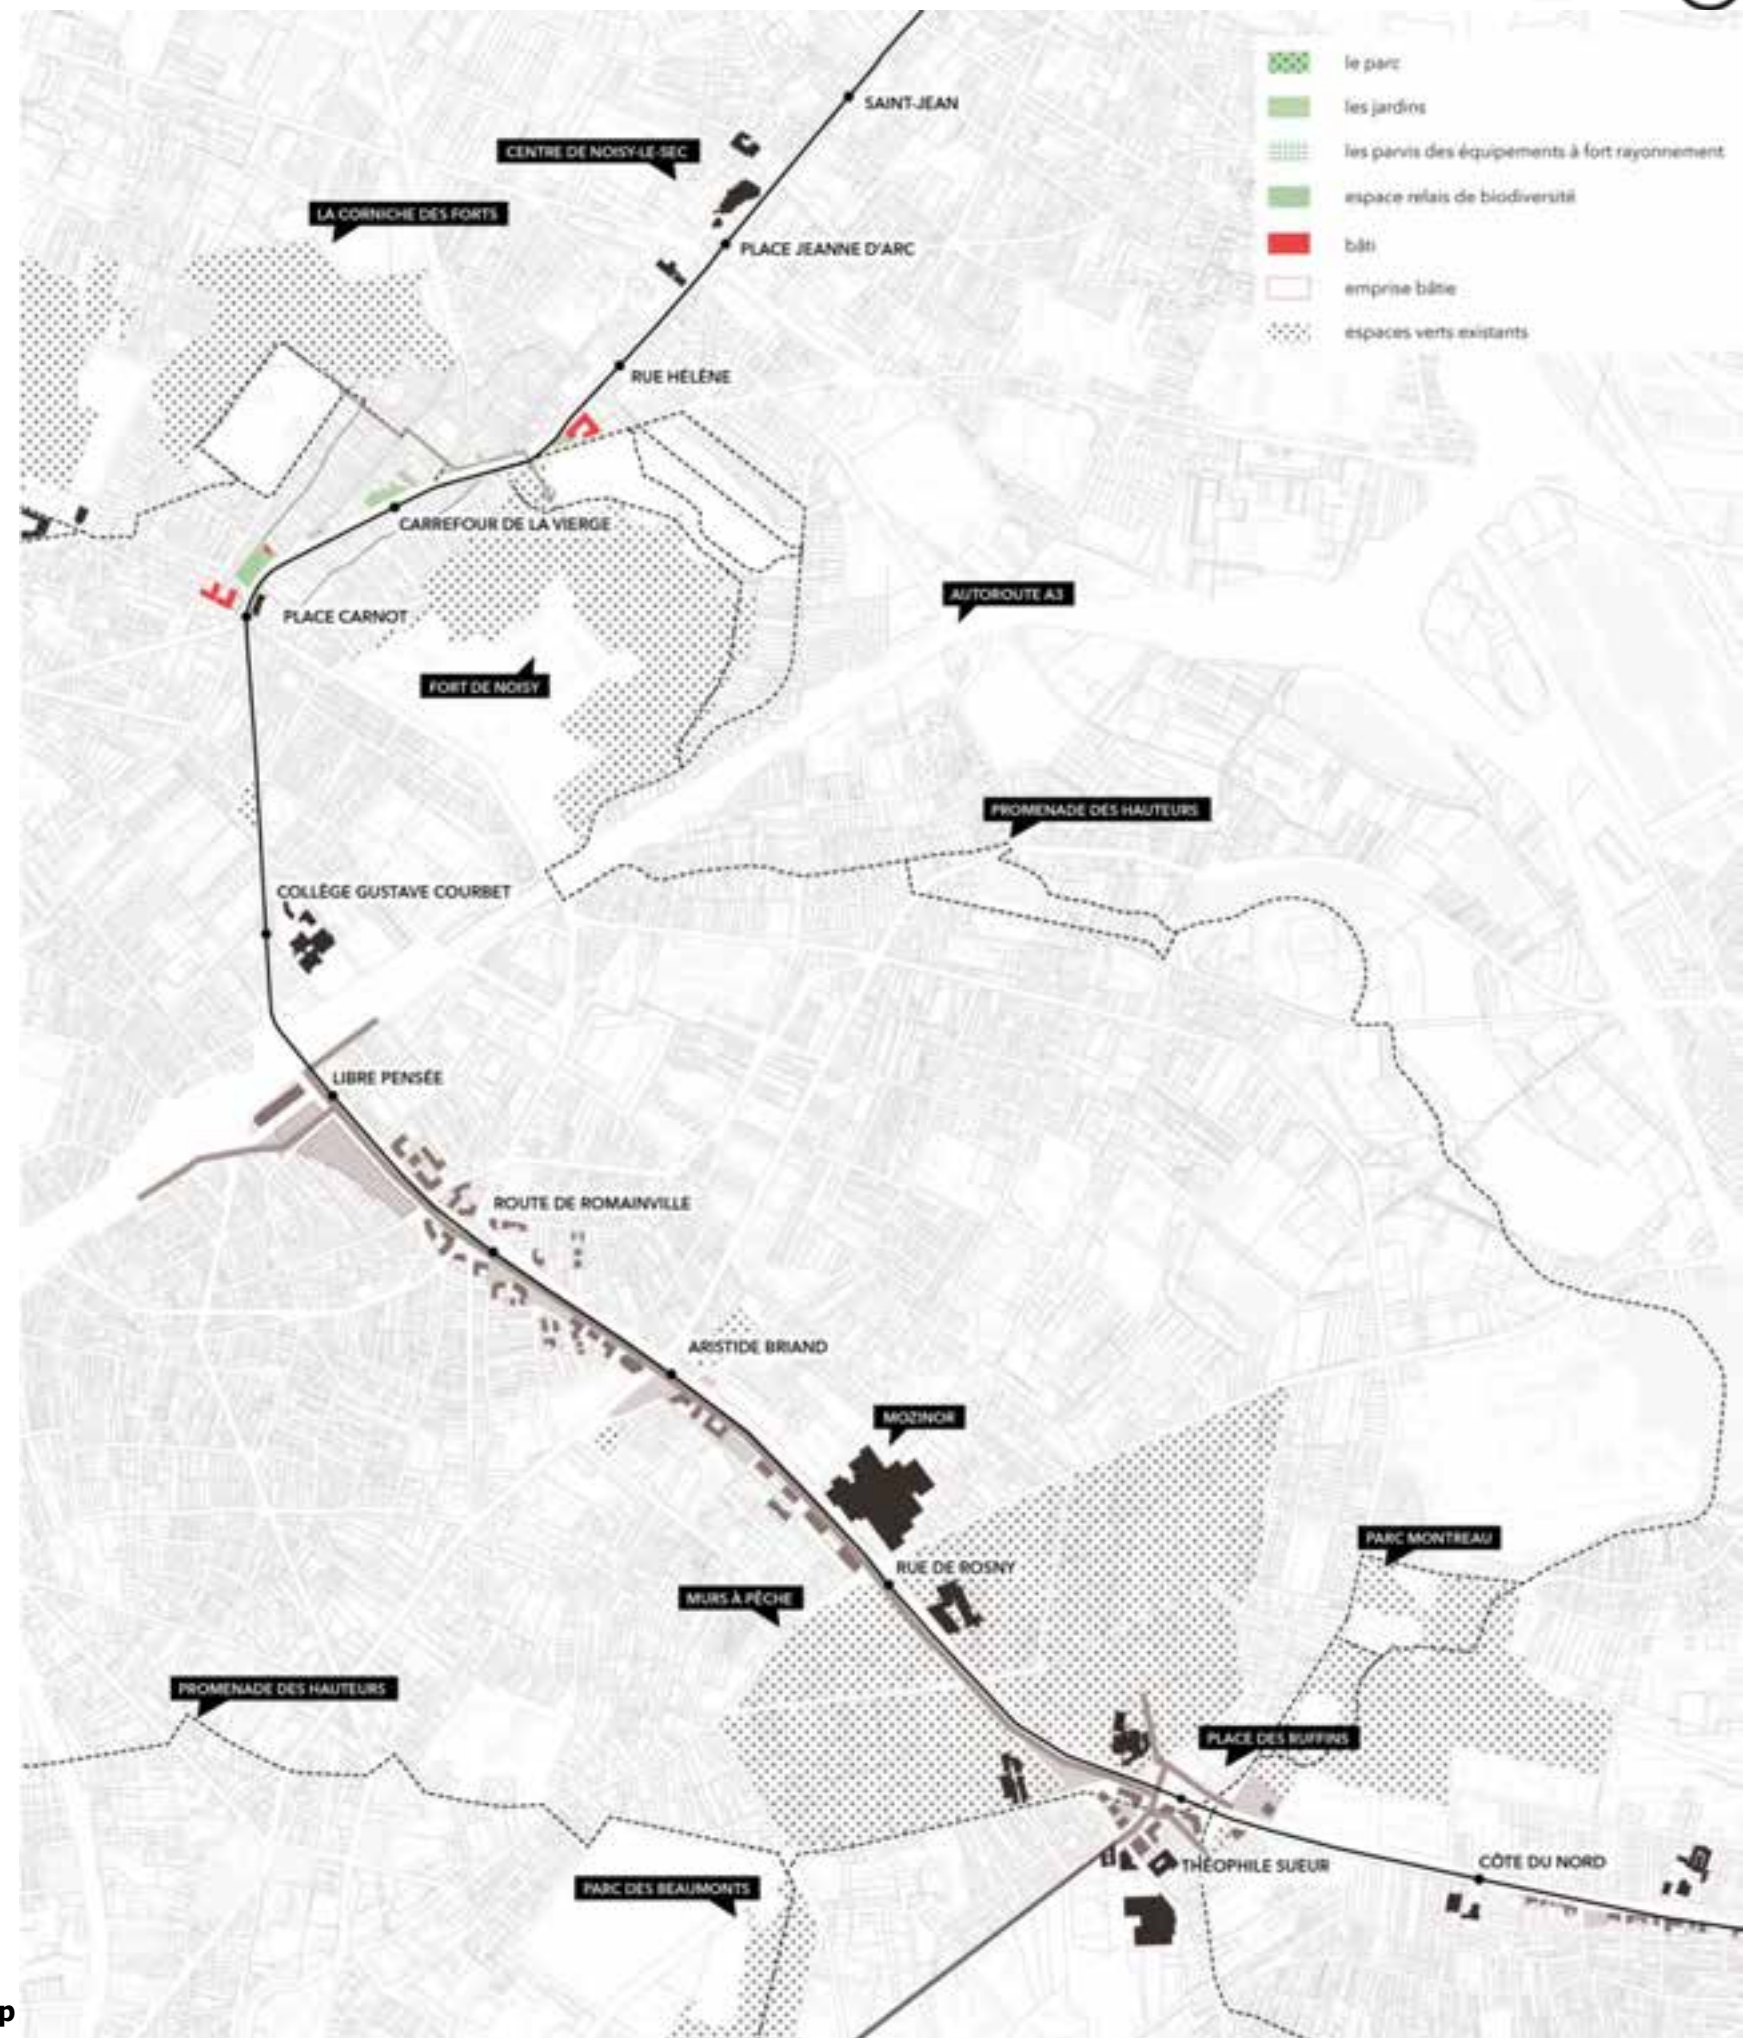 le parc
SAINT-JEAN
les jardins
CENTRE DE NOISY-LE-SEC
les parvis des équipements à fort rayonnement
espace relais de biodiversité
LA CORNICHE DES FORTS
PLACE JEANNE D'ARC
bâti
emprise bâtie
espaces verts existants
RUE HÉLÈNE
CARREFOUR DE LA VIERGE
AUTOROUTE A3
PLACE CARNOT
FORT DE NOISY
PROMENADE DES HAUTEURS
COLLÈGE GUSTAVE COURBET
LIBRE PENSÉE
ROUTE DE ROMAINVILLE
ARISTIDE BRIAND
MOZINOR
PARC MONTREAU
RUE DE ROSNY
MURS À PÊCHE
PROMENADE DES HAUTEURS
PLACE DES RUFFINS
THÉOPHILE SUEUR
CÔTE DU NORD
PARC DES BEAUMONTS
p